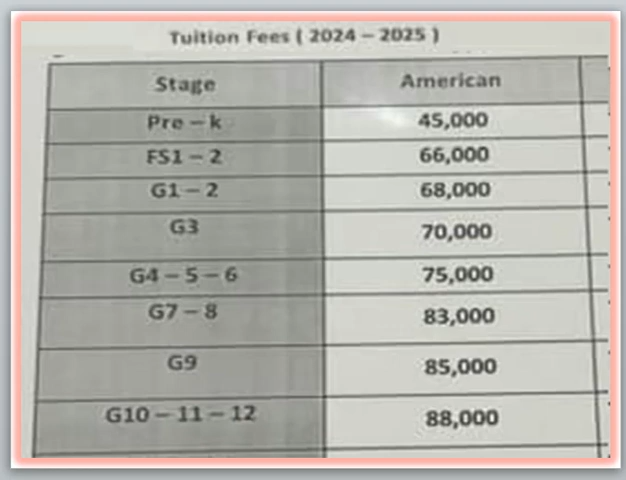 Tuition Fees ( 2024 – 2025 )
Stage American
Pre – k 45,000
FS1 – 2 66,000
G1 – 2 68,000
G3 70,000
G4 – 5 – 6 75,000
G7 – 8 83,000
G9 85,000
G10 – 11 – 12 88,000